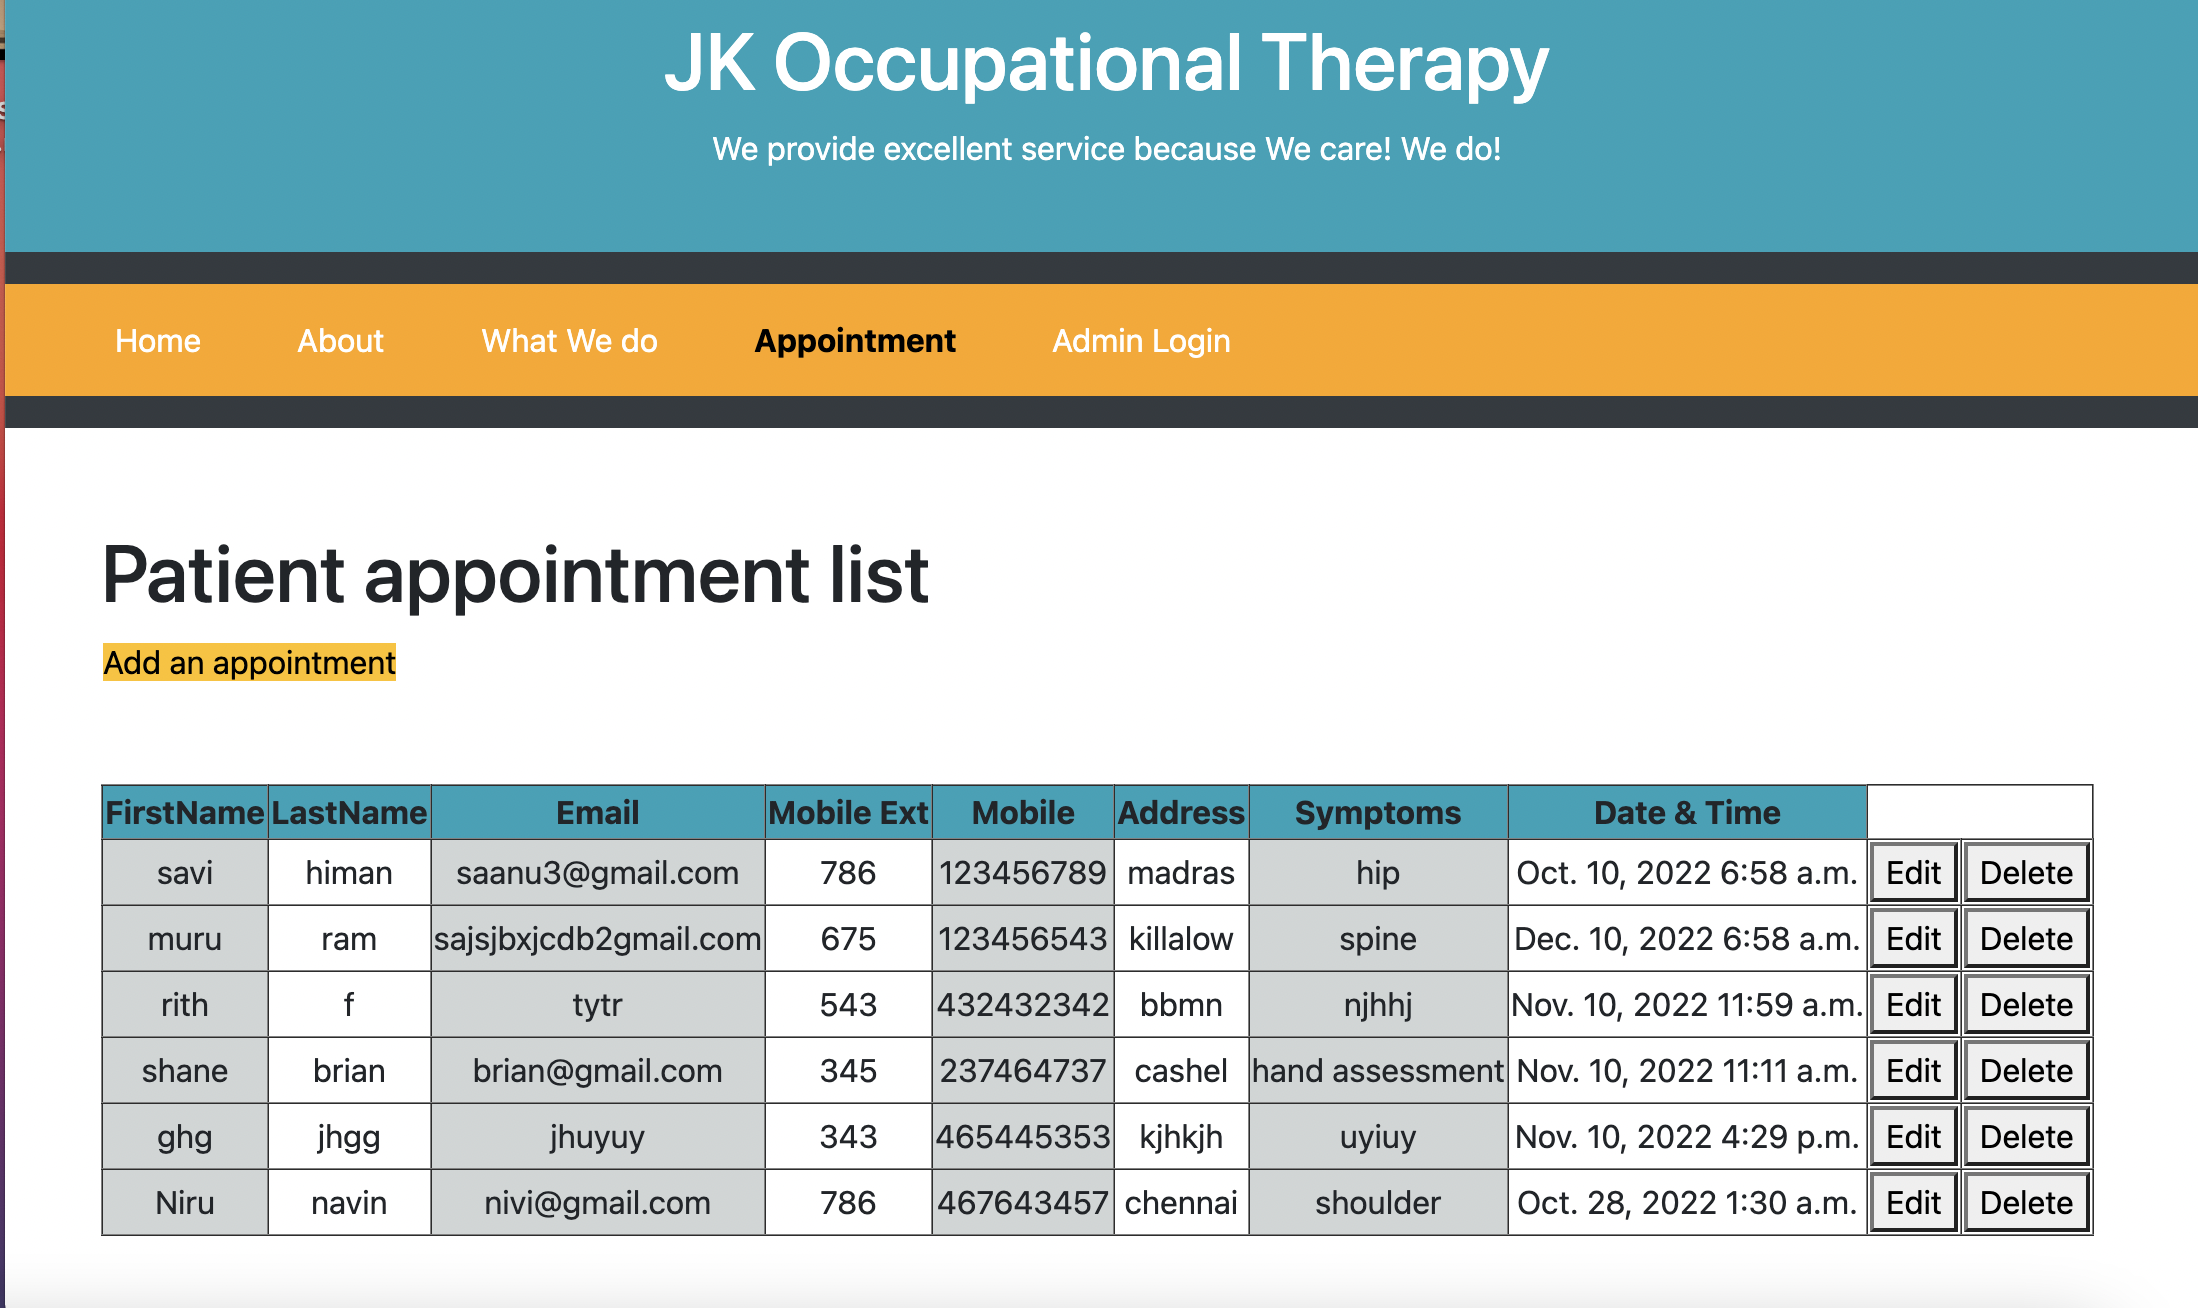 JK Occupational Therapy
We provide excellent service because We care! We do!
Home About What We do Appointment Admin Login
Patient appointment list
Add an appointment
FirstName LastName Email Mobile Ext Mobile Address Symptoms Date & Time
savi himan saanu3@gmail.com 786 123456789 madras hip Oct. 10, 2022 6:58 a.m. Edit Delete
muru ram sajsjbxjcdb2gmail.com 675 123456543 killalow spine Dec. 10, 2022 6:58 a.m. Edit Delete
rith f tytr 543 432432342 bbmn njhhj Nov. 10, 2022 11:59 a.m. Edit Delete
shane brian brian@gmail.com 345 237464737 cashel hand assessment Nov. 10, 2022 11:11 a.m. Edit Delete
ghg jhgg jhuyuy 343 465445353 kjhkjh uyiuy Nov. 10, 2022 4:29 p.m. Edit Delete
Niru navin nivi@gmail.com 786 467643457 chennai shoulder Oct. 28, 2022 1:30 a.m. Edit Delete